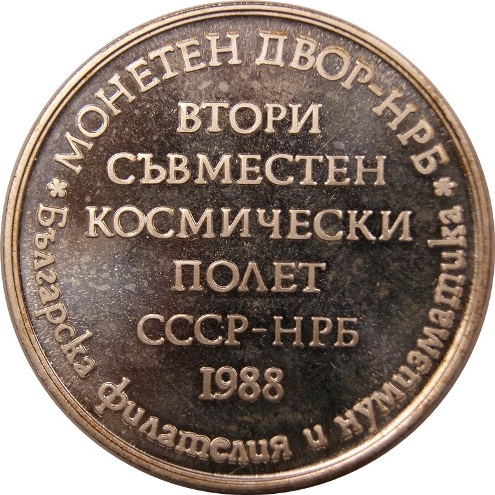 * МОНЕТЕН ДВОР-НРБ *
ВТОРИ
СЪВМЕСТЕН
КОСМИЧЕСКИ
ПОЛЕТ
СССР-НРБ
1988
Българска филателия и нумизматика